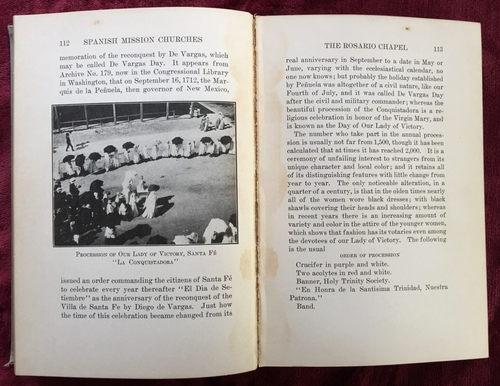 112 SPANISH MISSION CHURCHES
memoration of the reconquest by De Vargas, which
may be called De Vargas Day. It appears from
Archive No. 179, now in the Congressional Library
in Washington, that on September 16, 1712, the Mar-
quis de la Peñuela, then governor of New Mexico,
Procession of Our Lady of Victory, Santa Fé
"La Conquistadora"
issued an order commanding the citizens of Santa Fé
to celebrate every year thereafter "El Dia de Se-
tiembre" as the anniversary of the reconquest of the
Villa de Santa Fe by Diego de Vargas. Just how
the time of this celebration became changed from its
THE ROSARIO CHAPEL 113
real anniversary in September to a date in May or
June, varying with the ecclesiastical calendar, no
one now knows; but probably the holiday established
by Peñuela was altogether of a civil nature, like our
Fourth of July, and it was called De Vargas Day
after the civil and military commander; whereas the
beautiful procession of the Conquistadora is a re-
ligious celebration in honor of the Virgin Mary, and
is known as the Day of Our Lady of Victory.
The number who take part in the annual proces-
sion is usually not far from 1,500, though it has been
calculated that at times it has reached 2,000. It is a
ceremony of unfailing interest to strangers from its
unique character and local color; and it retains all
of its distinguishing features with little change from
year to year. The only noticeable alteration, in a
quarter of a century, is that in the olden times nearly
all of the women wore black dresses; with black
shawls covering their heads and shoulders; whereas
in recent years there is an increasing amount of
variety and color in the attire of the younger women,
which shows that fashion has its votaries even among
the devotees of our Lady of Victory. The following
is the usual
ORDER OF PROCESSION
Crucifer in purple and white.
Two acolytes in red and white.
Banner, Holy Trinity Society.
"En Honra de la Santisima Trinidad, Nuestra
Patrona."
Band.